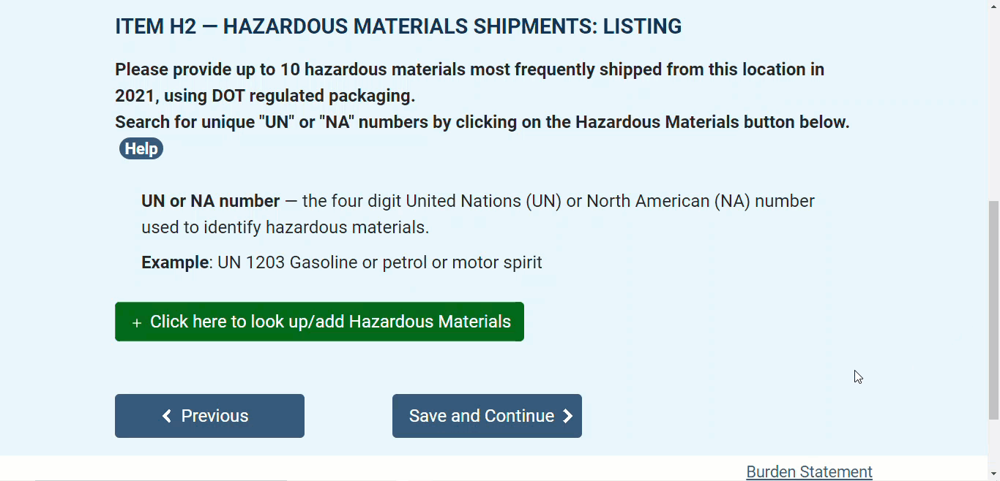 ITEM H2 — HAZARDOUS MATERIALS SHIPMENTS: LISTING
Please provide up to 10 hazardous materials most frequently shipped from this location in
2021, using DOT regulated packaging.
Search for unique "UN" or "NA" numbers by clicking on the Hazardous Materials button below.
Help
UN or NA number — the four digit United Nations (UN) or North American (NA) number
used to identify hazardous materials.
Example: UN 1203 Gasoline or petrol or motor spirit
+ Click here to look up/add Hazardous Materials
Previous
Save and Continue
Burden Statement